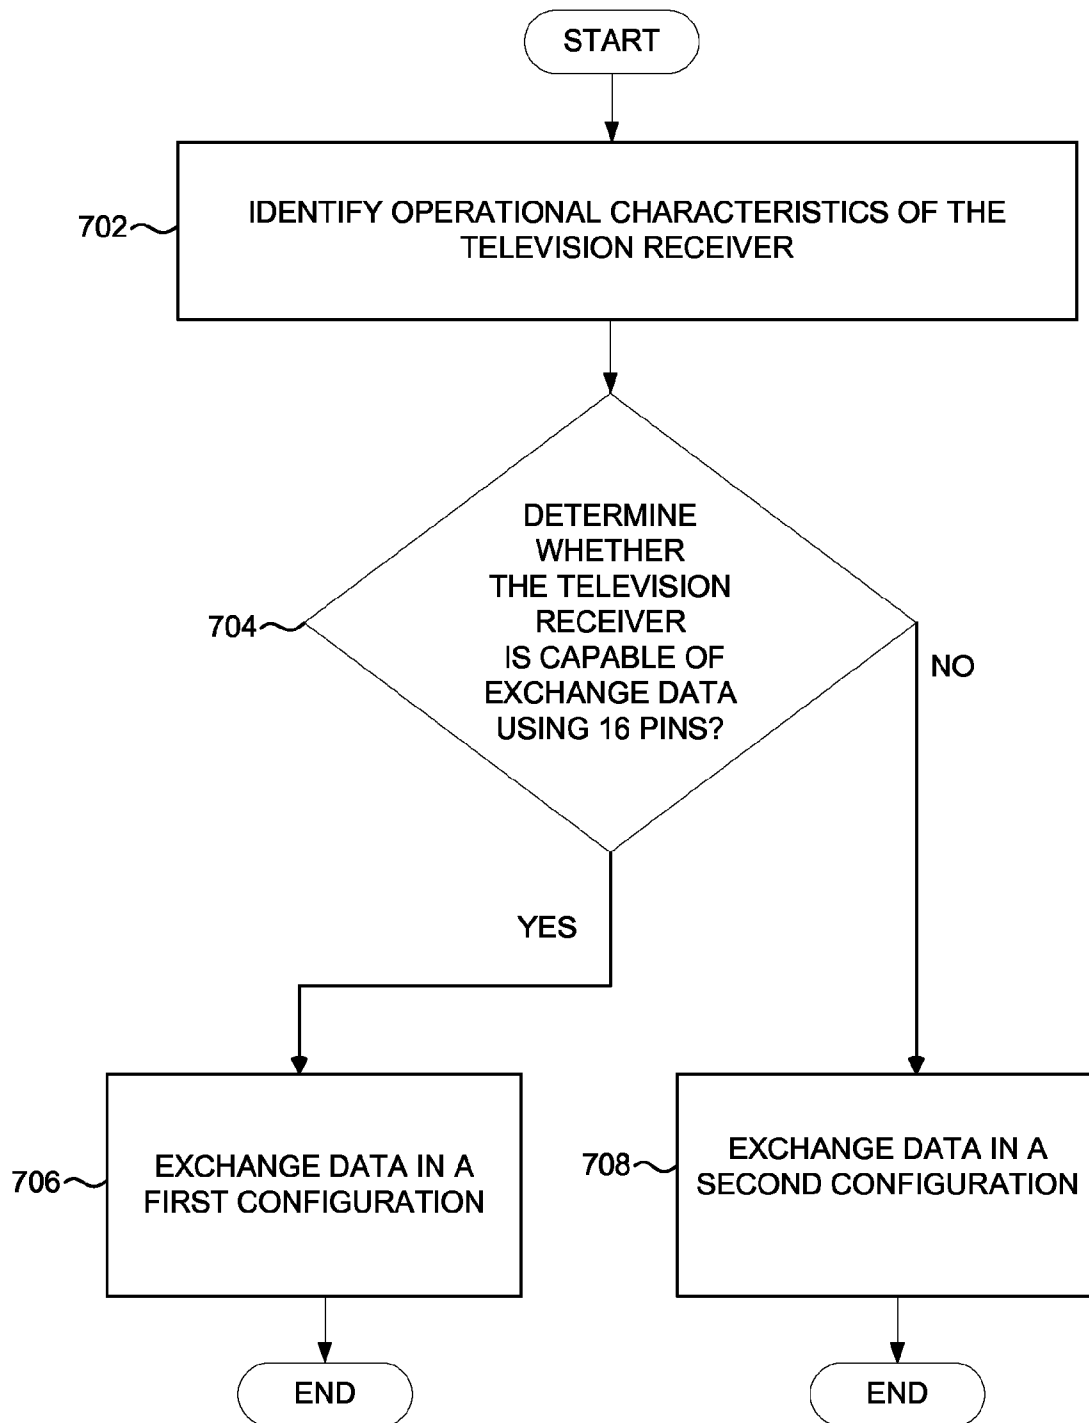 START
702
IDENTIFY OPERATIONAL CHARACTERISTICS OF THE
TELEVISION RECEIVER
704
DETERMINE
WHETHER
THE TELEVISION
RECEIVER
IS CAPABLE OF
EXCHANGE DATA
USING 16 PINS?
NO
YES
706
EXCHANGE DATA IN A
FIRST CONFIGURATION
708
EXCHANGE DATA IN A
SECOND CONFIGURATION
END
END